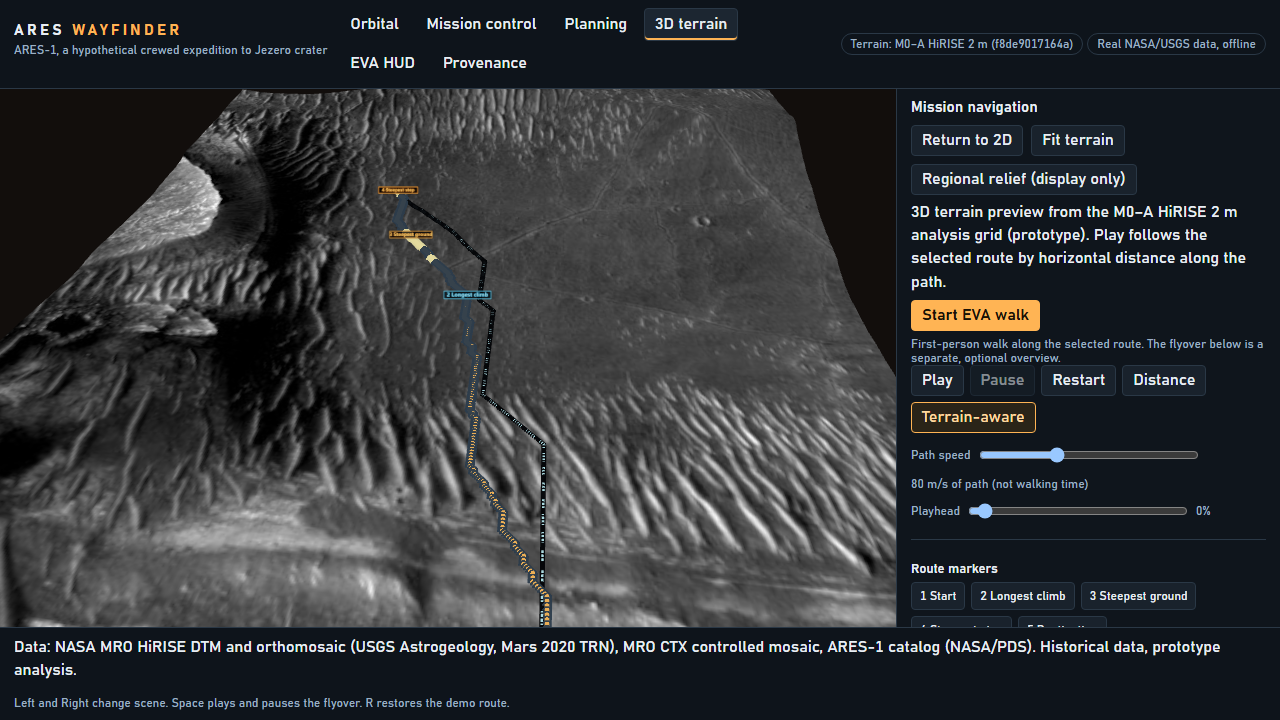 ARES WAYFINDER
ARES-1, a hypothetical crewed expedition to Jezero crater
Orbital
Mission control
Planning
3D terrain
EVA HUD
Provenance
Terrain: M0–A HiRISE 2 m (f8de9017164a)
Real NASA/USGS data, offline
4 Steepest step
3 Steepest ground
2 Longest climb
Mission navigation
Return to 2D
Fit terrain
Regional relief (display only)
3D terrain preview from the M0–A HiRISE 2 m
analysis grid (prototype). Play follows the
selected route by horizontal distance along the
path.
Start EVA walk
First-person walk along the selected route. The flyover below is a
separate, optional overview.
Play
Pause
Restart
Distance
Terrain-aware
Path speed
80 m/s of path (not walking time)
Playhead
0%
Route markers
1 Start
2 Longest climb
3 Steepest ground
Data: NASA MRO HiRISE DTM and orthomosaic (USGS Astrogeology, Mars 2020 TRN), MRO CTX controlled mosaic, ARES-1 catalog (NASA/PDS). Historical data, prototype
analysis.
Left and Right change scene. Space plays and pauses the flyover. R restores the demo route.